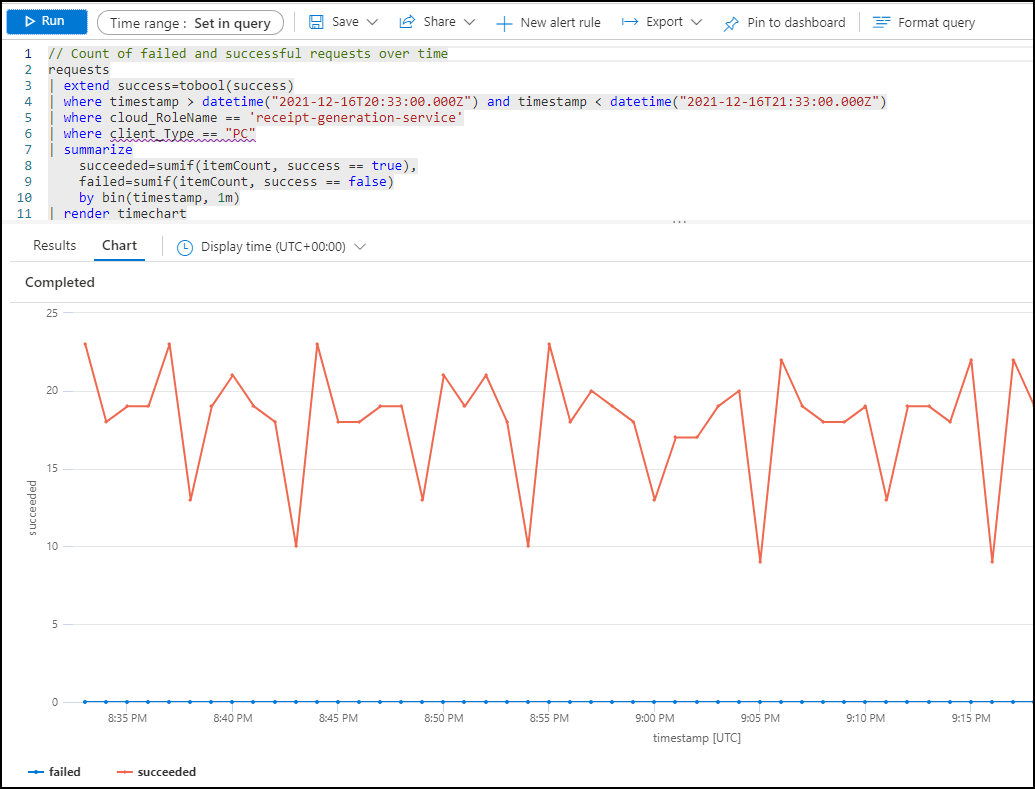 Run Time range : Set in query Save Share New alert rule Export Pin to dashboard Format query
1 // Count of failed and successful requests over time
2 requests
3 | extend success=tobool(success)
4 | where timestamp > datetime("2021-12-16T20:33:00.000Z") and timestamp < datetime("2021-12-16T21:33:00.000Z")
5 | where cloud_RoleName == 'receipt-generation-service'
6 | where client_Type == "PC"
7 | summarize
8 succeeded=sumif(itemCount, success == true),
9 failed=sumif(itemCount, success == false)
10 by bin(timestamp, 1m)
11 | render timechart
...
Results Chart Display time (UTC+00:00)
Completed
25
20
15
10
5
0
succeeded
8:35 PM 8:40 PM 8:45 PM 8:50 PM 8:55 PM 9:00 PM 9:05 PM 9:10 PM 9:15 PM
timestamp [UTC]
failed succeeded